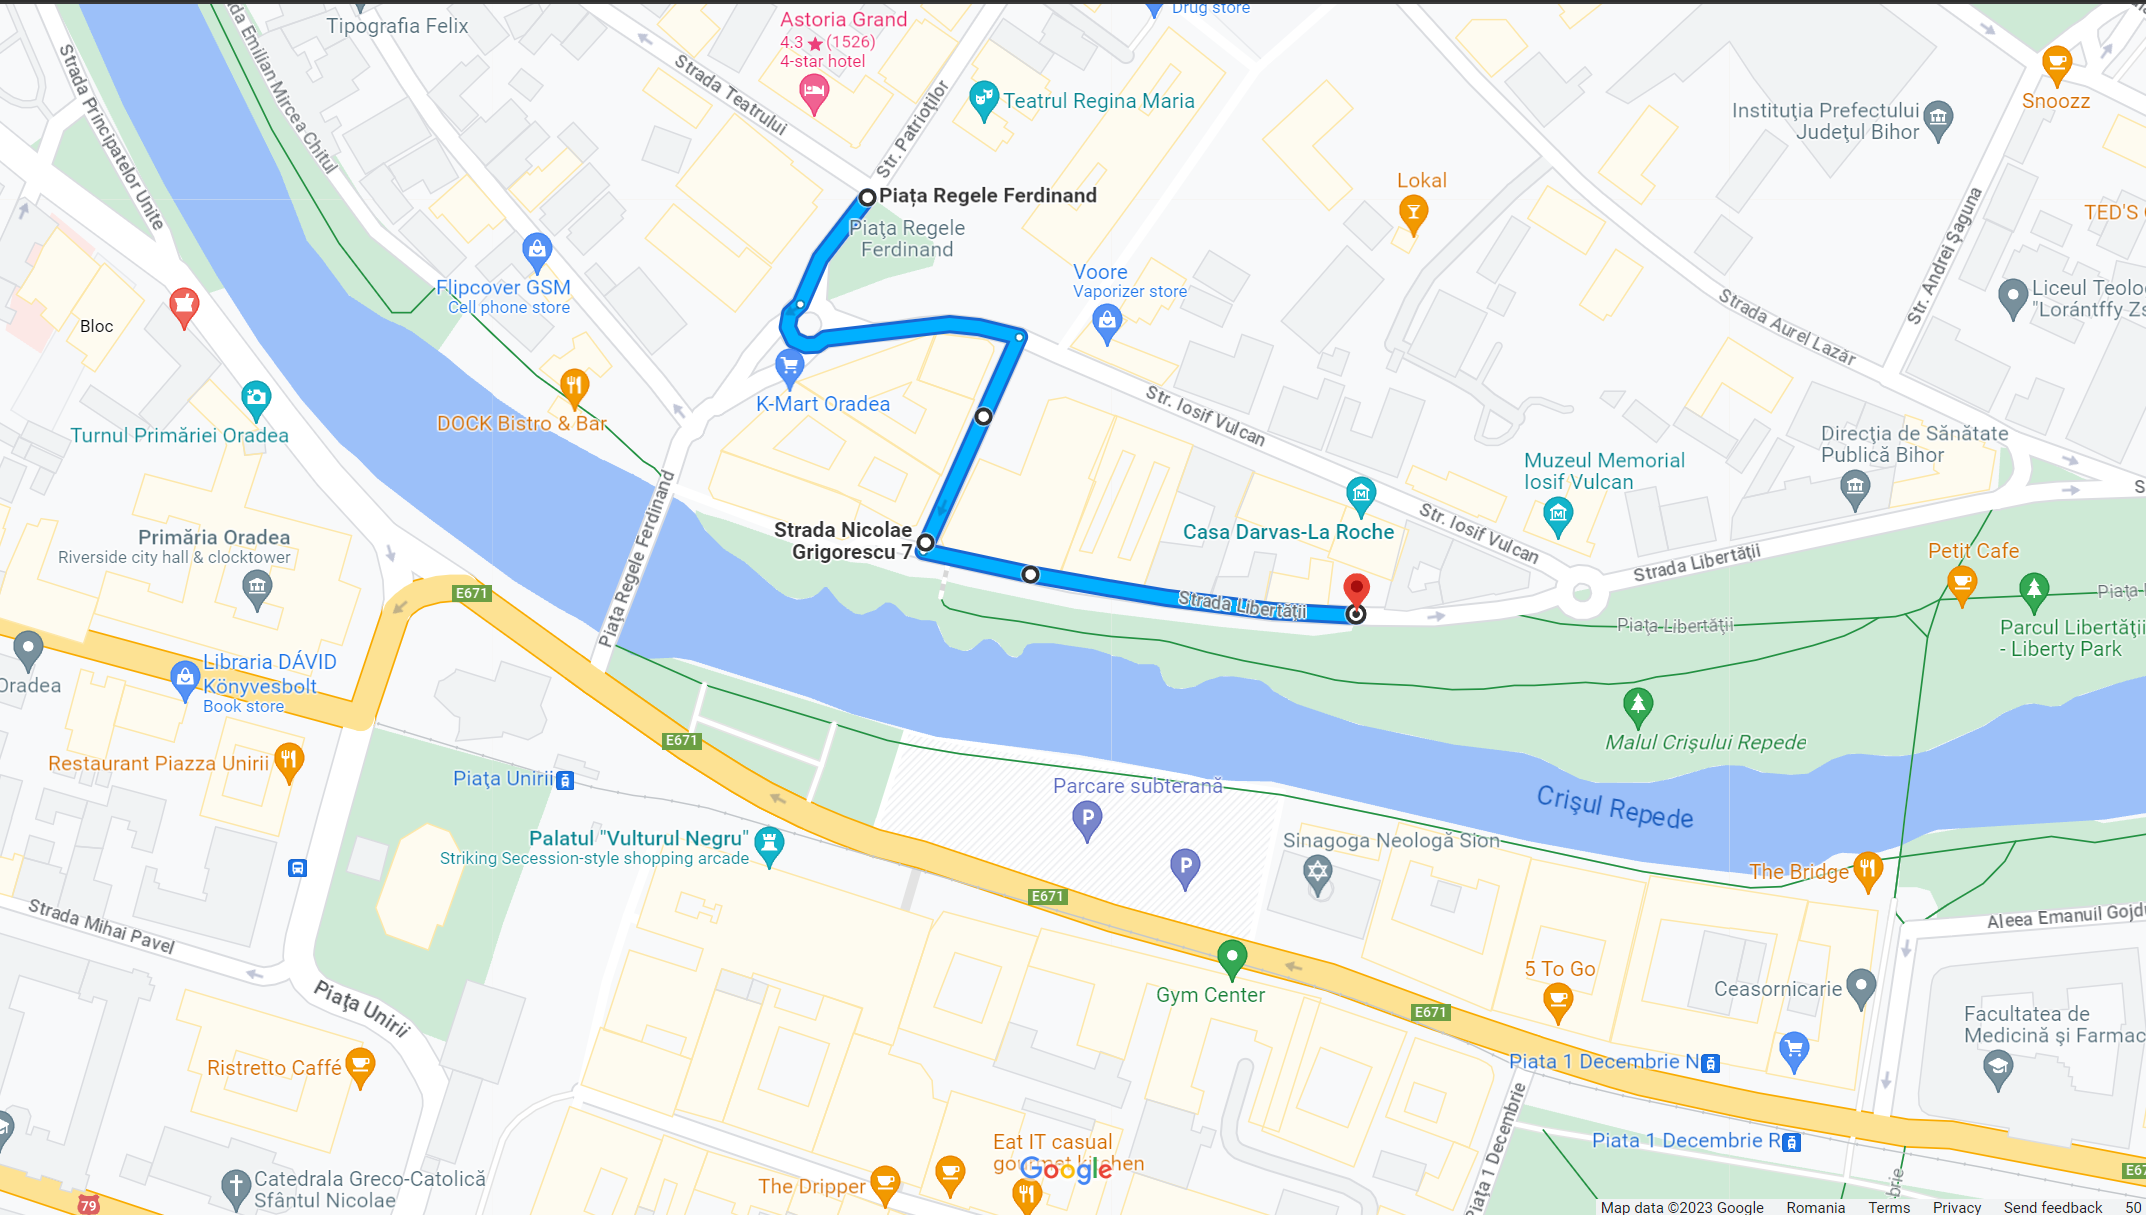 Drug store
Tipografia Felix
Astoria Grand
4.3 ★ (1526)
4-star hotel
Strada Teatrului
Str. Patrioților
Teatrul Regina Maria
Snoozz
Instituția Prefectului
Județul Bihor
Strada Principatelor Unite
Emilian Mircea Chitul
Lokal
TED'S
Piața Regele Ferdinand
Piața Regele
Ferdinand
Str. Andrei Șaguna
Flipcover GSM
Cell phone store
Voore
Vaporizer store
Liceul Teolo
"Lorántffy Zs
Bloc
Strada Aurel Lazăr
K-Mart Oradea
DOCK Bistro & Bar
Turnul Primăriei Oradea
Str. Iosif Vulcan
Direcția de Sănătate
Publică Bihor
Muzeul Memorial
Iosif Vulcan
Primăria Oradea
Riverside city hall & clocktower
Strada Nicolae
Grigorescu 7
Casa Darvas-La Roche
Str. Iosif Vulcan
Petit Cafe
Strada Libertății
E671
Piața Regele Ferdinand
Strada Libertății
Piața Libertății
Piața
Parcul Libertății
- Liberty Park
Oradea
Libraria DÁVID
Könyvesbolt
Book store
E671
Malul Crișului Repede
Restaurant Piazza Unirii
Piața Unirii
Parcare subterană
P
P
Crișul Repede
Palatul "Vulturul Negru"
Striking Secession-style shopping arcade
Sinagoga Neologă Sion
The Bridge
E671
Strada Mihai Pavel
Aleea Emanuil Gojdu
Piața Unirii
Gym Center
5 To Go
Ceasornicarie
E671
Facultatea de
Medicină și Farmac
Ristretto Caffé
Piata 1 Decembrie N
Piața 1 Decembrie
Piata 1 Decembrie R
Eat IT casual
gourmet kitchen
Google
The Dripper
Catedrala Greco-Catolică
Sfântul Nicolae
79
E67
brie
Map data ©2023 Google Romania Terms Privacy Send feedback 50